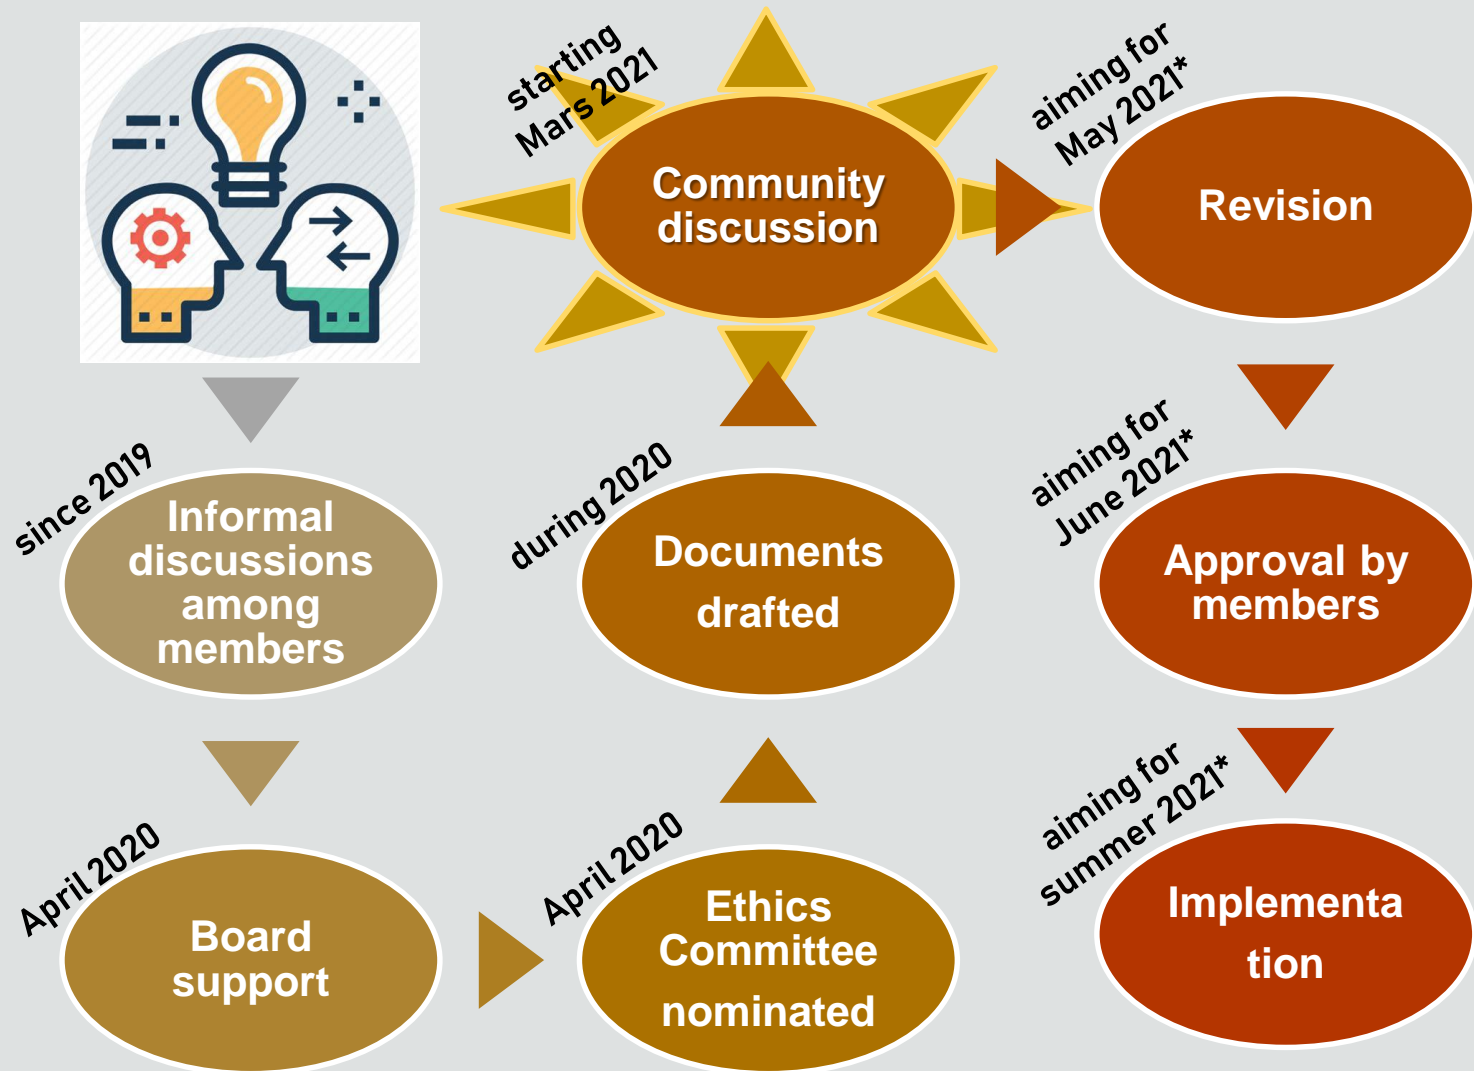 since 2019
Informal
discussions
among
members
April 2020
Board
support
April 2020
Ethics
Committee
nominated
during 2020
Documents
drafted
starting
Mars 2021
Community
discussion
aiming for
May 2021*
Revision
aiming for
June 2021*
Approval by
members
aiming for
summer 2021*
Implementa
tion